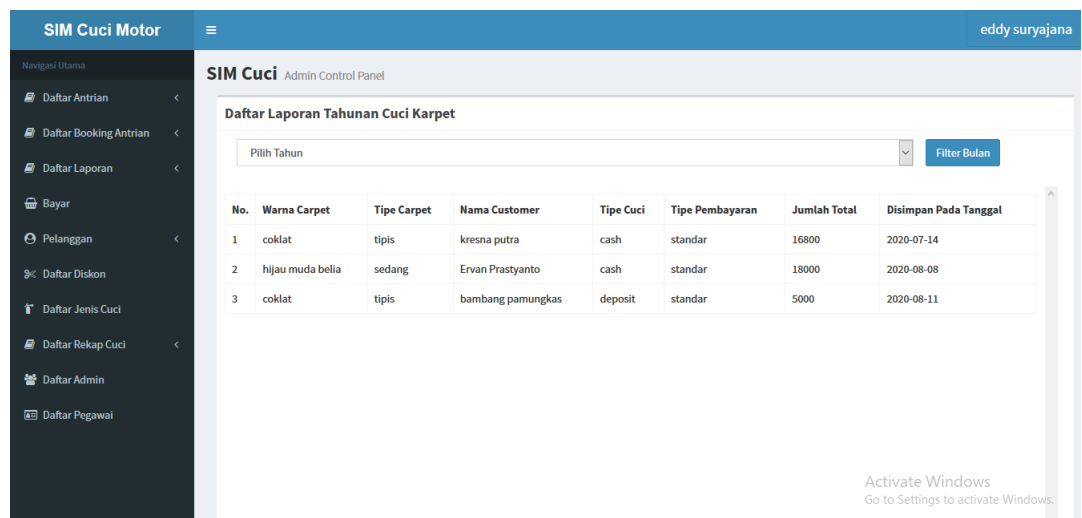 SIM Cuci Motor
eddy suryajana
Navigasi Utama
Daftar Antrian
Daftar Booking Antrian
Daftar Laporan
Bayar
Pelanggan
Daftar Diskon
Daftar Jenis Cuci
Daftar Rekap Cuci
Daftar Admin
Daftar Pegawai
SIM Cuci Admin Control Panel
Daftar Laporan Tahunan Cuci Karpet
Pilih Tahun Filter Bulan
No. Warna Carpet Tipe Carpet Nama Customer Tipe Cuci Tipe Pembayaran Jumlah Total Disimpan Pada Tanggal
1 coklat tipis kresna putra cash standar 16800 2020-07-14
2 hijau muda belia sedang Ervan Prastyanto cash standar 18000 2020-08-08
3 coklat tipis bambang pamungkas deposit standar 5000 2020-08-11
Activate Windows
Go to Settings to activate Windows.